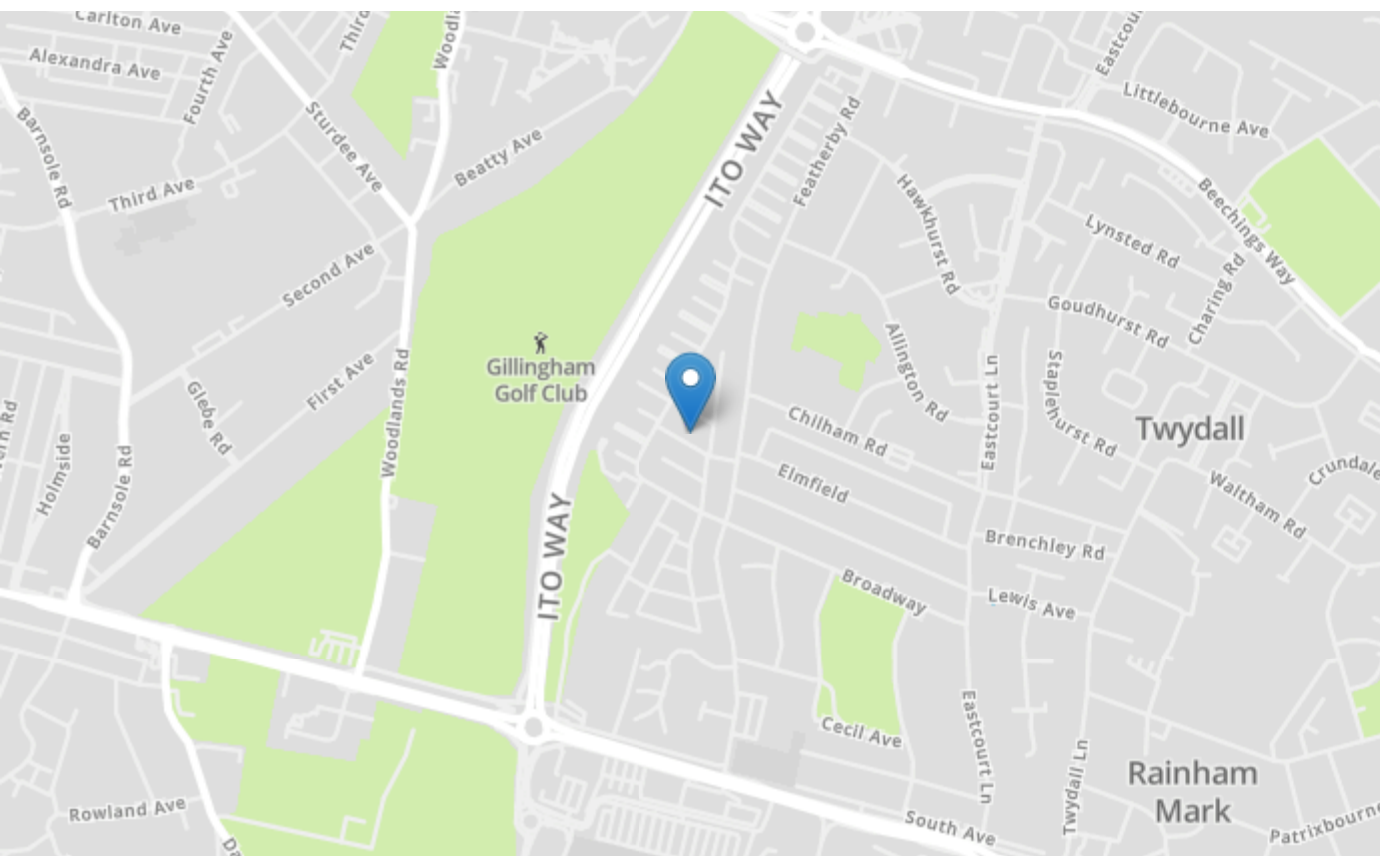 Carlton Ave
Alexandra Ave
Fourth Ave
Barnsole Rd
Third Ave
Sturdee Ave
Beatty Ave
Second Ave
First Ave
Glebe Rd
Woodlands Rd
Holmside
Barnsole Rd
Rowland Ave
Gillingham
Golf Club
ITO WAY
ITO WAY
Featherby Rd
Hawkhurst Rd
Littlebourne Ave
Beechings Way
Lynsted Rd
Charing Rd
Goudhurst Rd
Allington Rd
Eastcourt Ln
Staplehurst Rd
Twydall
Chilham Rd
Elmfield
Waltham Rd
Crundale
Brenchley Rd
Broadway
Lewis Ave
Cecil Ave
Eastcourt Ln
Twydall Ln
Rainham
Mark
South Ave
Patrixbourne